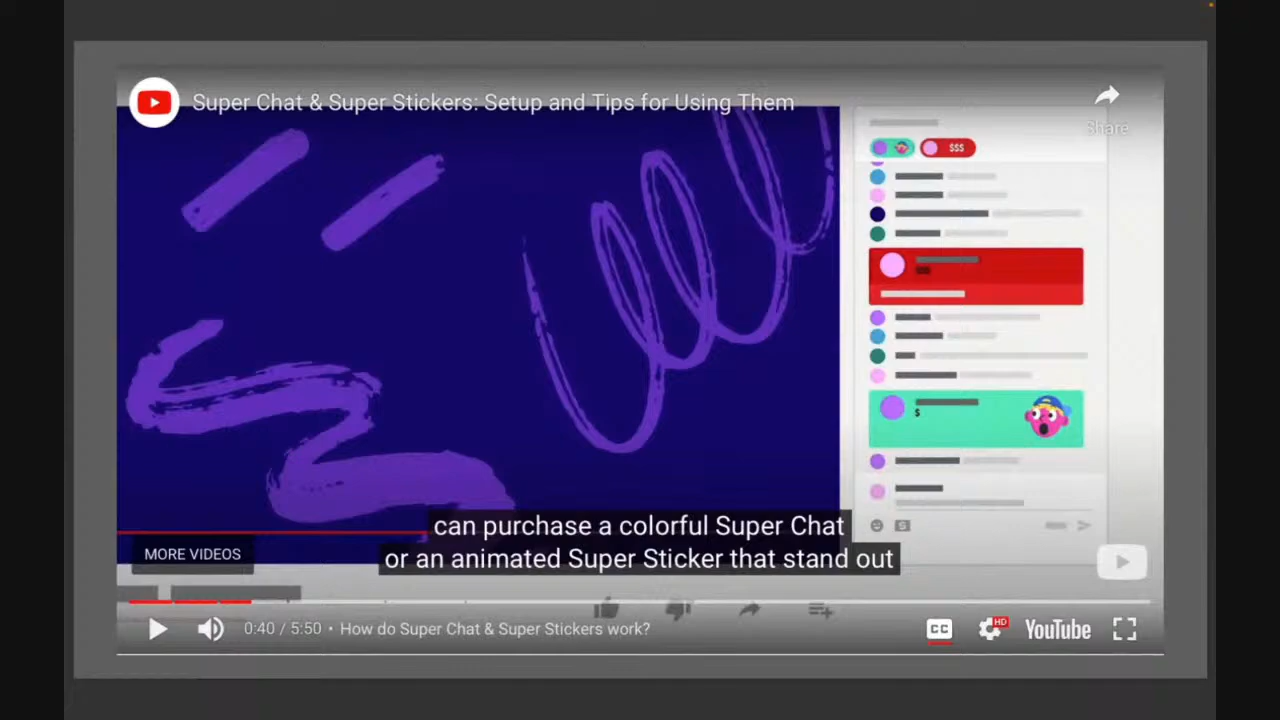 Super Chat & Super Stickers: Setup and Tips for Using Them
Share
$$$
$
can purchase a colorful Super Chat
or an animated Super Sticker that stand out
MORE VIDEOS
0:40 / 5:50 • How do Super Chat & Super Stickers work?
CC
HD
YouTube